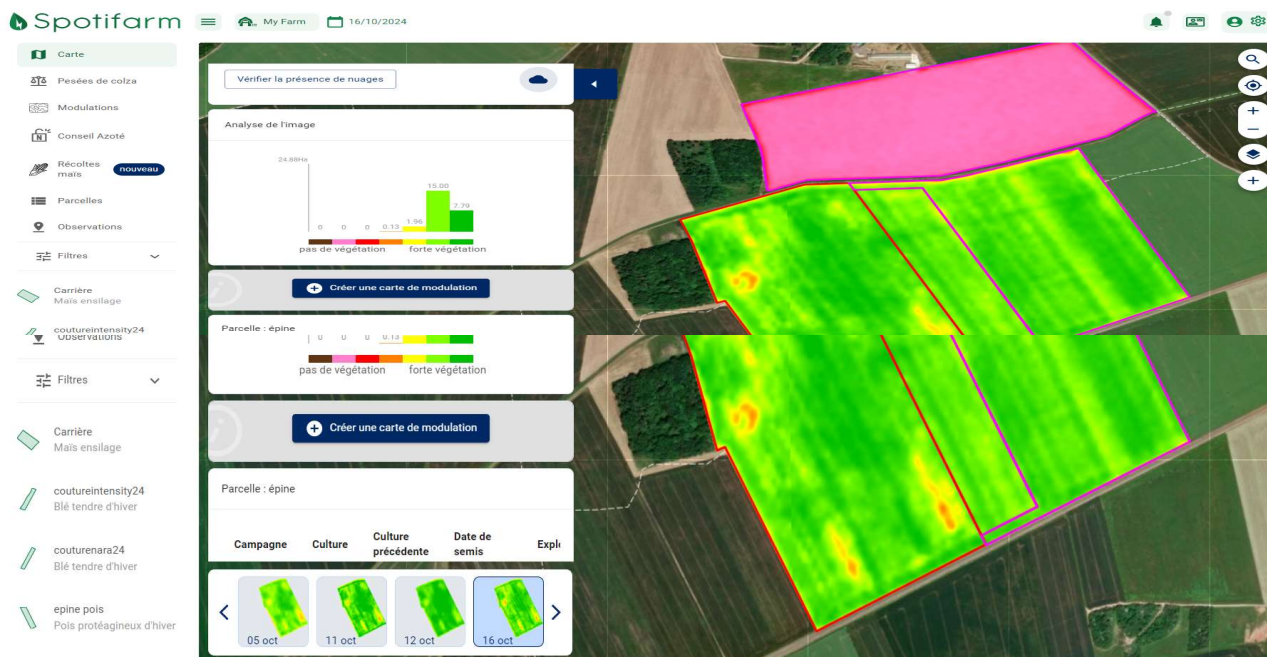 Spotifarm
My Farm
16/10/2024
Carte
Pesées de colza
Modulations
Conseil Azoté
Récoltes
maïs
nouveau
Parcelles
Observations
Filtres
Carrière
Maïs ensilage
coutureintensity24
Observations
Filtres
Carrière
Maïs ensilage
coutureintensity24
Blé tendre d'hiver
couturenara24
Blé tendre d'hiver
epine pois
Pois protéagineux d'hiver
Vérifier la présence de nuages
Analyse de l'image
24.88Ha
0 0 0 0.13 1.96 15.00 7.79
pas de végétation forte végétation
Créer une carte de modulation
Parcelle : épine
0 0 0 0.13
pas de végétation forte végétation
Créer une carte de modulation
Parcelle : épine
Campagne
Culture
Culture
précédente
Date de
semis
05 oct
11 oct
12 oct
16 oct